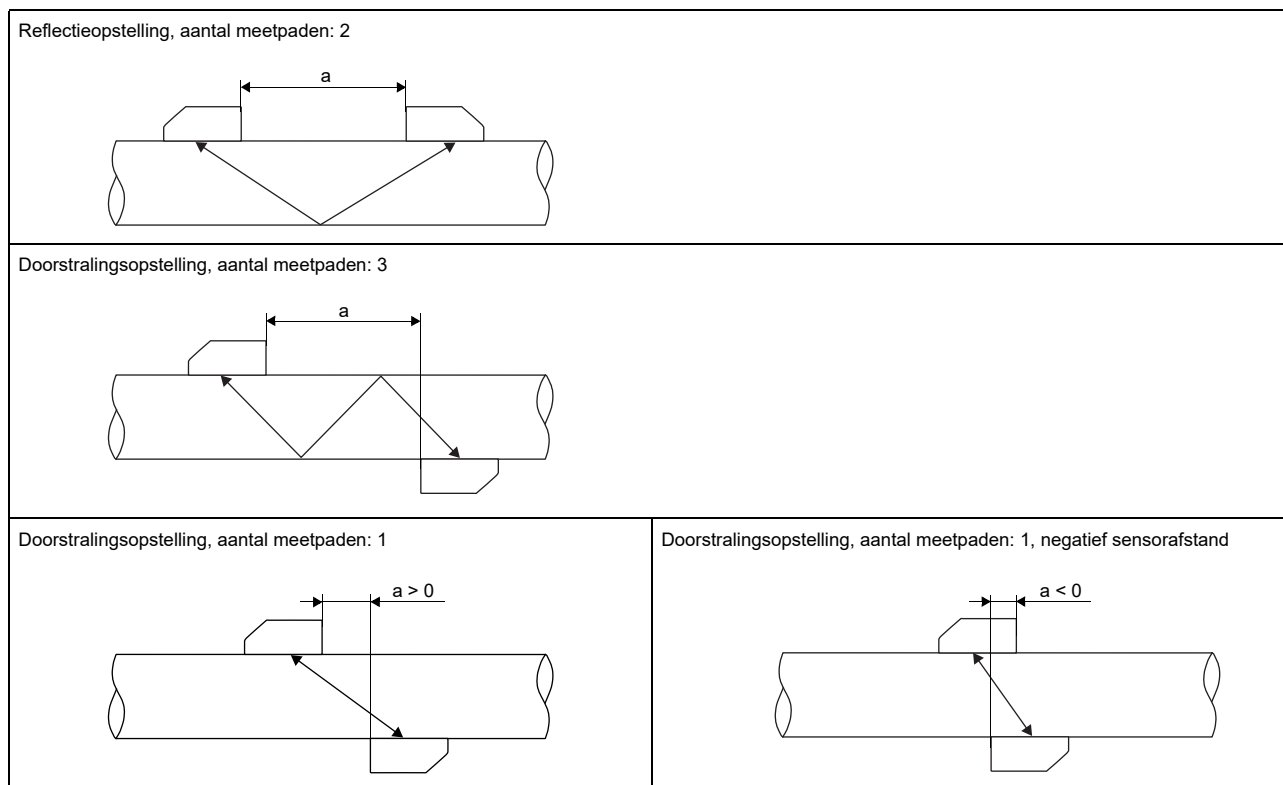 Reflectieopstelling, aantal meetpaden: 2
a
Doorstralingsopstelling, aantal meetpaden: 3
a
Doorstralingsopstelling, aantal meetpaden: 1
a > 0
Doorstralingsopstelling, aantal meetpaden: 1, negatief sensorafstand
a < 0